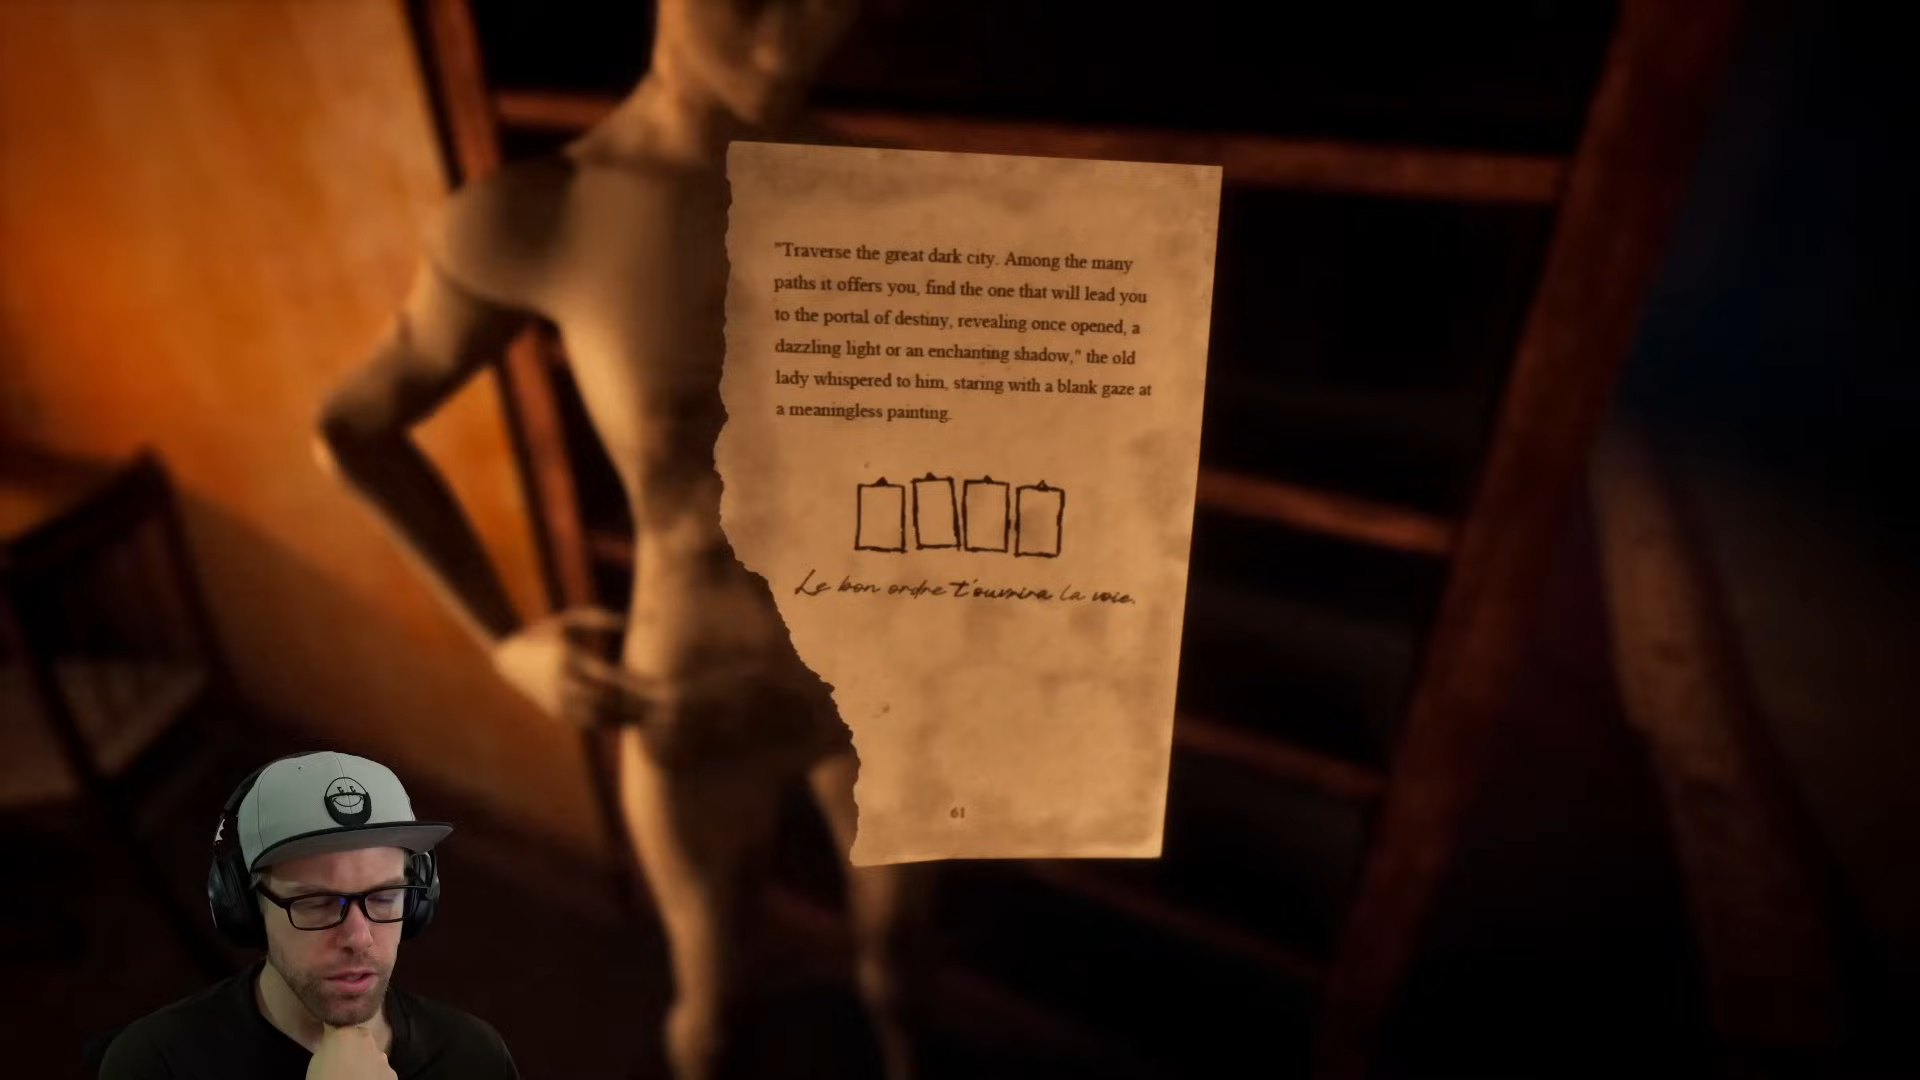 "Traverse the great dark city. Among the many
paths it offers you, find the one that will lead you
to the portal of destiny, revealing once opened, a
dazzling light or an enchanting shadow," the old
lady whispered to him, staring with a blank gaze at
a meaningless painting.
Le bon ordre t'ouvrira la voie.
61